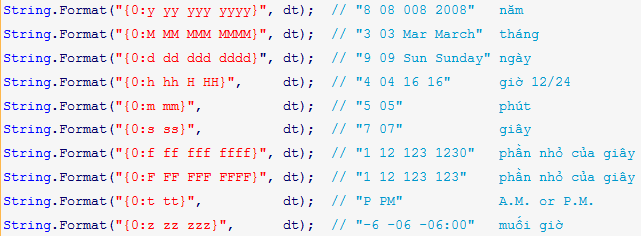 String.Format("{0:y yy yyy yyyy}", dt);  // "8 08 008 2008"   năm
String.Format("{0:M MM MMM MMMM}", dt);  // "3 03 Mar March"  tháng
String.Format("{0:d dd ddd dddd}", dt);  // "9 09 Sun Sunday" ngày
String.Format("{0:h hh H HH}",     dt);  // "4 04 16 16"      giờ 12/24
String.Format("{0:m mm}",          dt);  // "5 05"            phút
String.Format("{0:s ss}",          dt);  // "7 07"            giây
String.Format("{0:f ff fff ffff}", dt);  // "1 12 123 1230"   phần nhỏ của giây
String.Format("{0:F FF FFF FFFF}", dt);  // "1 12 123 123"    phần nhỏ của giây
String.Format("{0:t tt}",          dt);  // "P PM"            A.M. or P.M.
String.Format("{0:z zz zzz}",      dt);  // "-6 -06 -06:00"   muối giờ